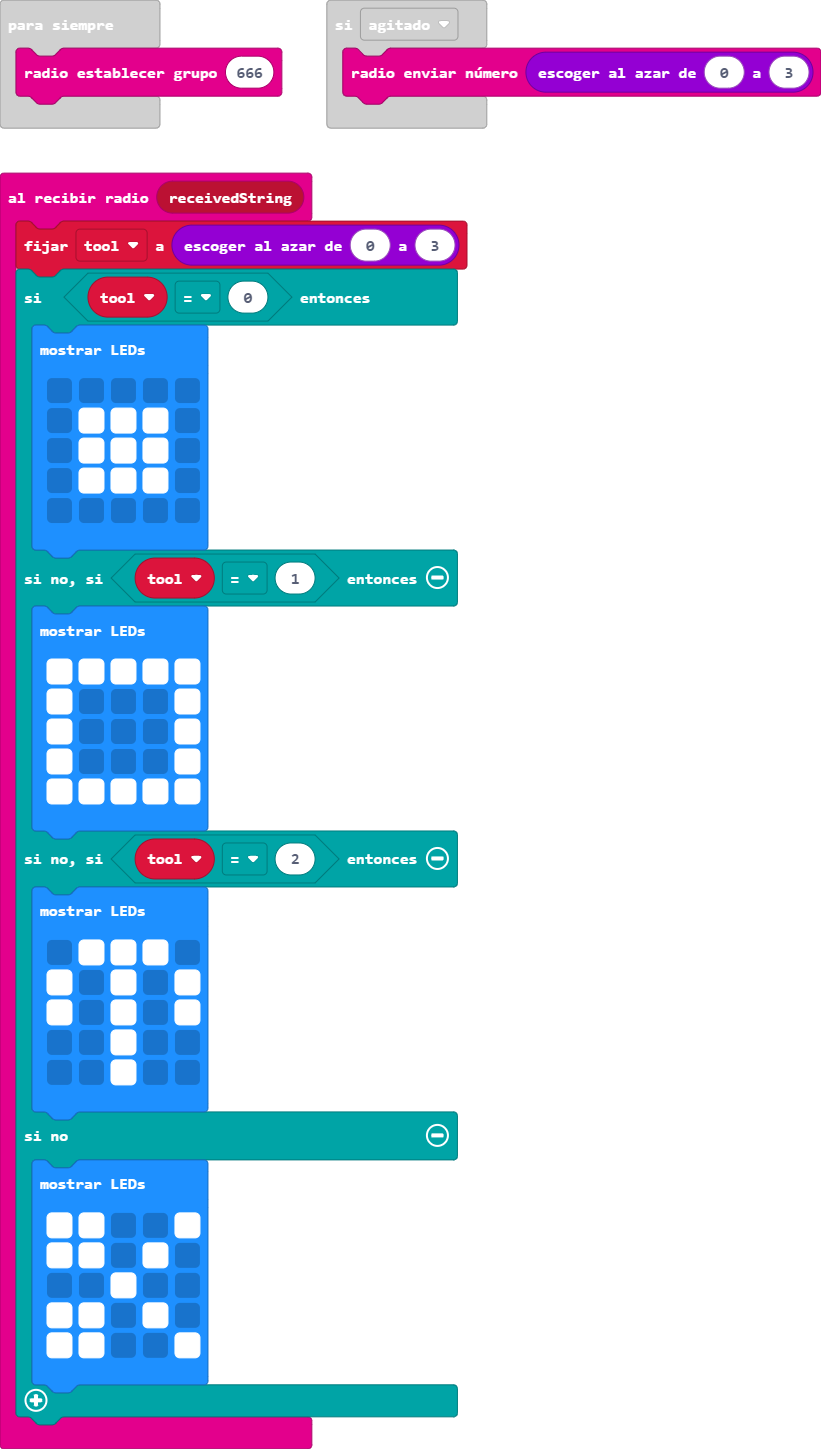 para siempre
radio establecer grupo 666
si agitado
radio enviar número escoger al azar de 0 a 3
al recibir radio receivedString
fijar tool a escoger al azar de 0 a 3
si tool = 0 entonces
mostrar LEDs
si no, si tool = 1 entonces
mostrar LEDs
si no, si tool = 2 entonces
mostrar LEDs
si no
mostrar LEDs